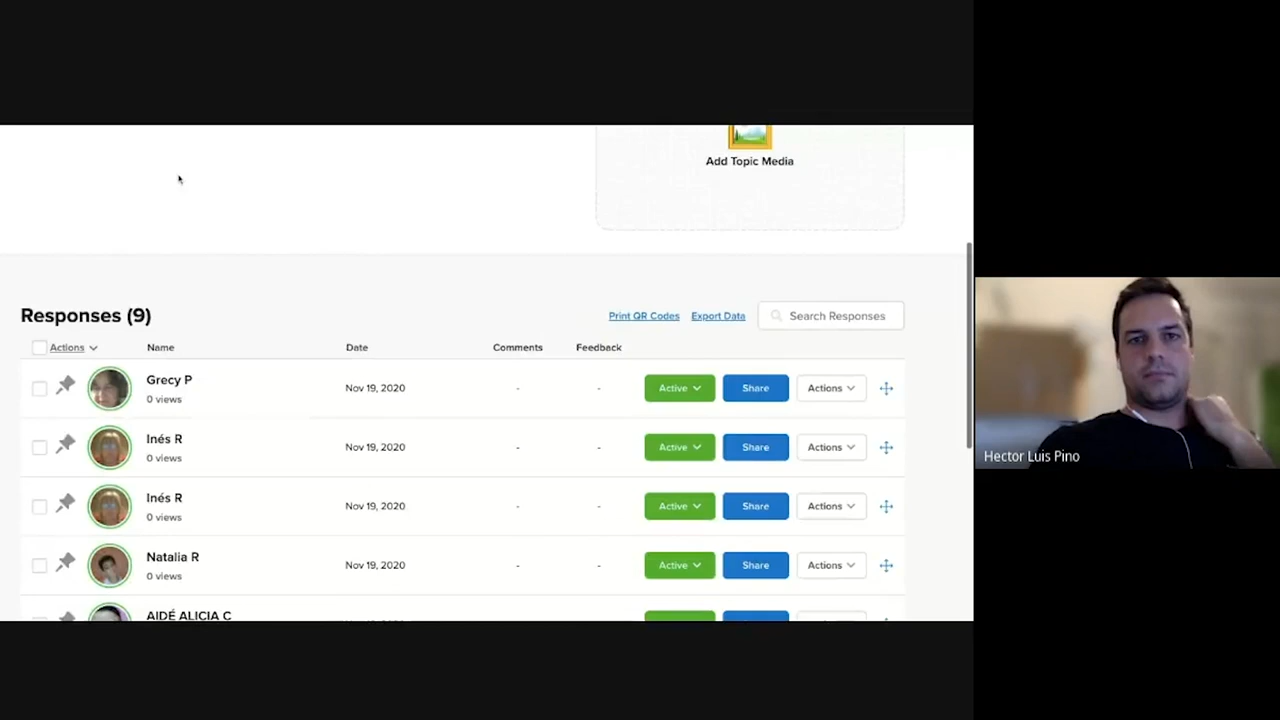 Add Topic Media
Responses (9)
Print QR Codes Export Data Search Responses
Actions Name Date Comments Feedback
Grecy P
0 views
Nov 19, 2020 - - Active Share Actions
Inés R
0 views
Nov 19, 2020 - - Active Share Actions
Inés R
0 views
Nov 19, 2020 - - Active Share Actions
Natalia R
0 views
Nov 19, 2020 - - Active Share Actions
AIDÉ ALICIA C
Hector Luis Pino